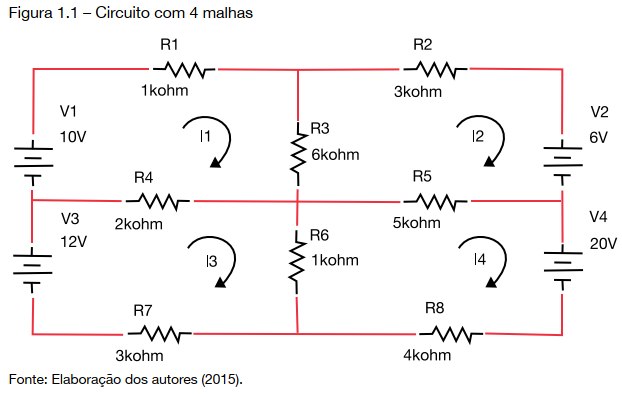 Figura 1.1 – Circuito com 4 malhas
R1
1kohm
R2
3kohm
V1
10V
I1
R3
6kohm
I2
V2
6V
R4
2kohm
R5
5kohm
V3
12V
I3
R6
1kohm
I4
V4
20V
R7
3kohm
R8
4kohm
Fonte: Elaboração dos autores (2015).